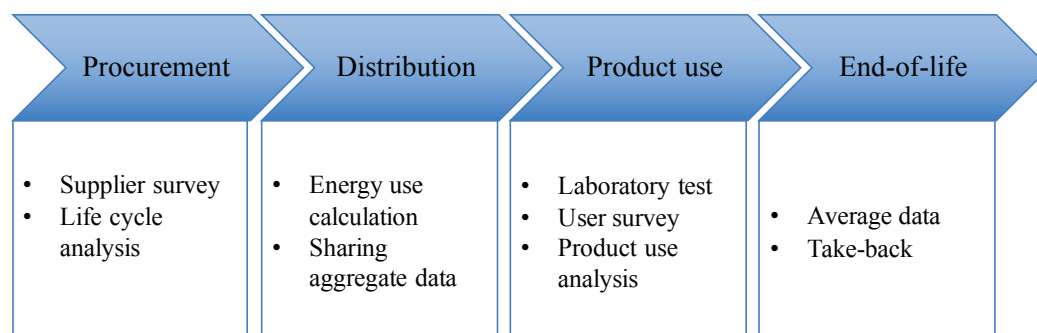 Procurement
Distribution
Product use
End-of-life
• Supplier survey
• Life cycle
analysis
• Energy use
calculation
• Sharing
aggregate data
• Laboratory test
• User survey
• Product use
analysis
• Average data
• Take-back